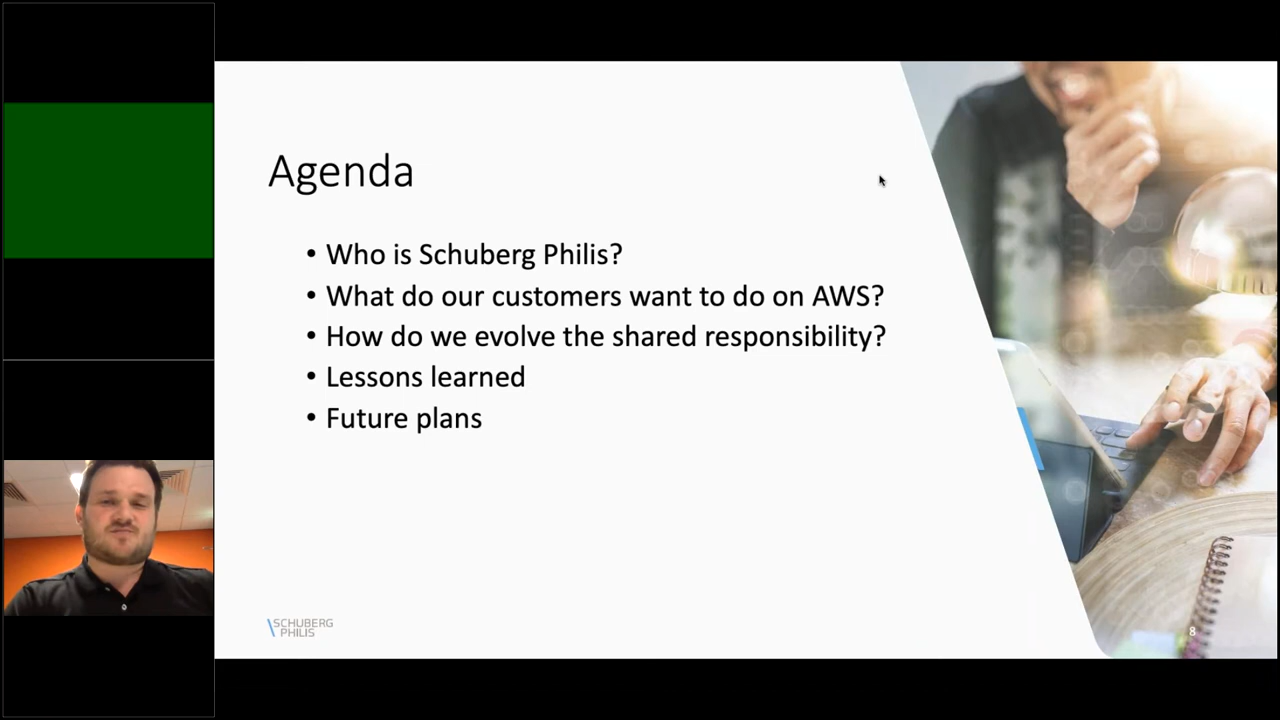 Agenda
• Who is Schuberg Philis?
• What do our customers want to do on AWS?
• How do we evolve the shared responsibility?
• Lessons learned
• Future plans
SCHUBERG
PHILIS
8